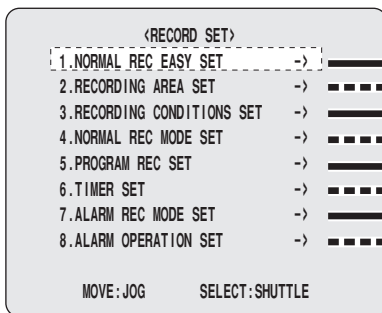 <RECORD SET>
1.NORMAL REC EASY SET ->
2.RECORDING AREA SET ->
3.RECORDING CONDITIONS SET ->
4.NORMAL REC MODE SET ->
5.PROGRAM REC SET ->
6.TIMER SET ->
7.ALARM REC MODE SET ->
8.ALARM OPERATION SET ->
MOVE:JOG SELECT:SHUTTLE